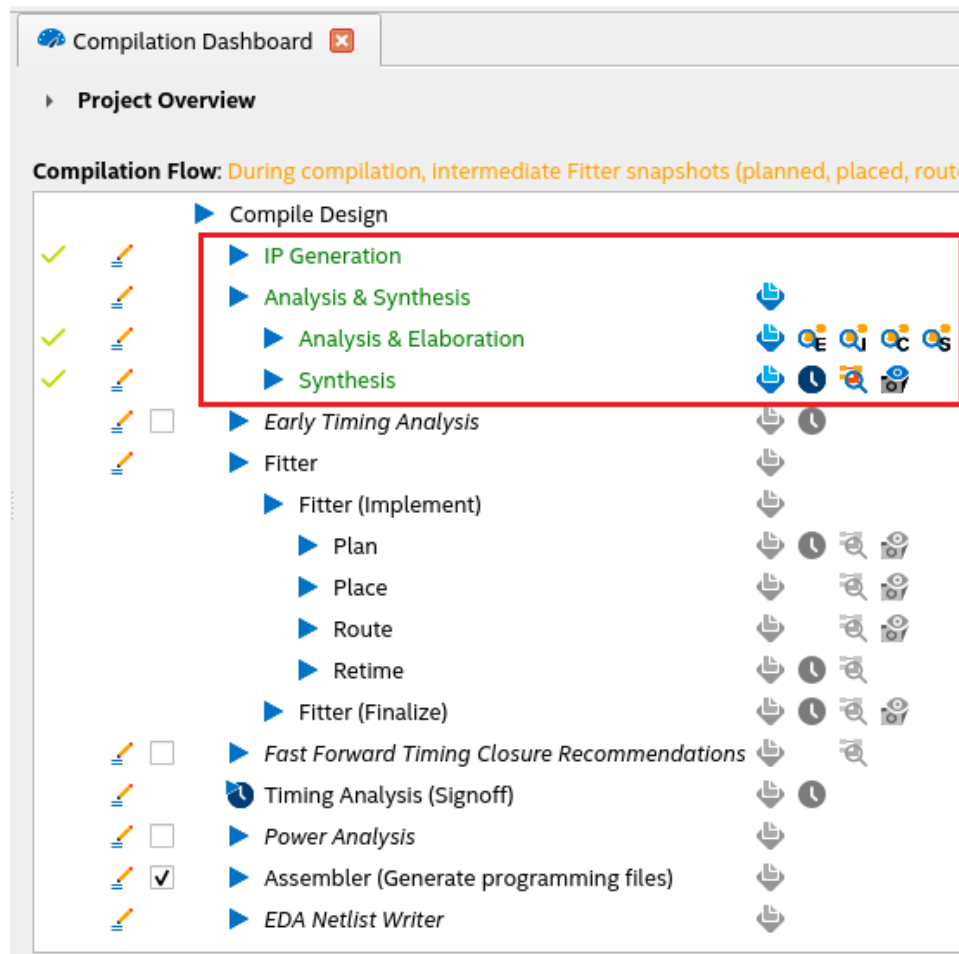 Compilation Dashboard
Project Overview
Compilation Flow: During compilation, intermediate Fitter snapshots (planned, placed, route
Compile Design
IP Generation
Analysis & Synthesis
Analysis & Elaboration
E I C S
Synthesis
Early Timing Analysis
Fitter
Fitter (Implement)
Plan
Place
Route
Retime
Fitter (Finalize)
Fast Forward Timing Closure Recommendations
Timing Analysis (Signoff)
Power Analysis
Assembler (Generate programming files)
EDA Netlist Writer